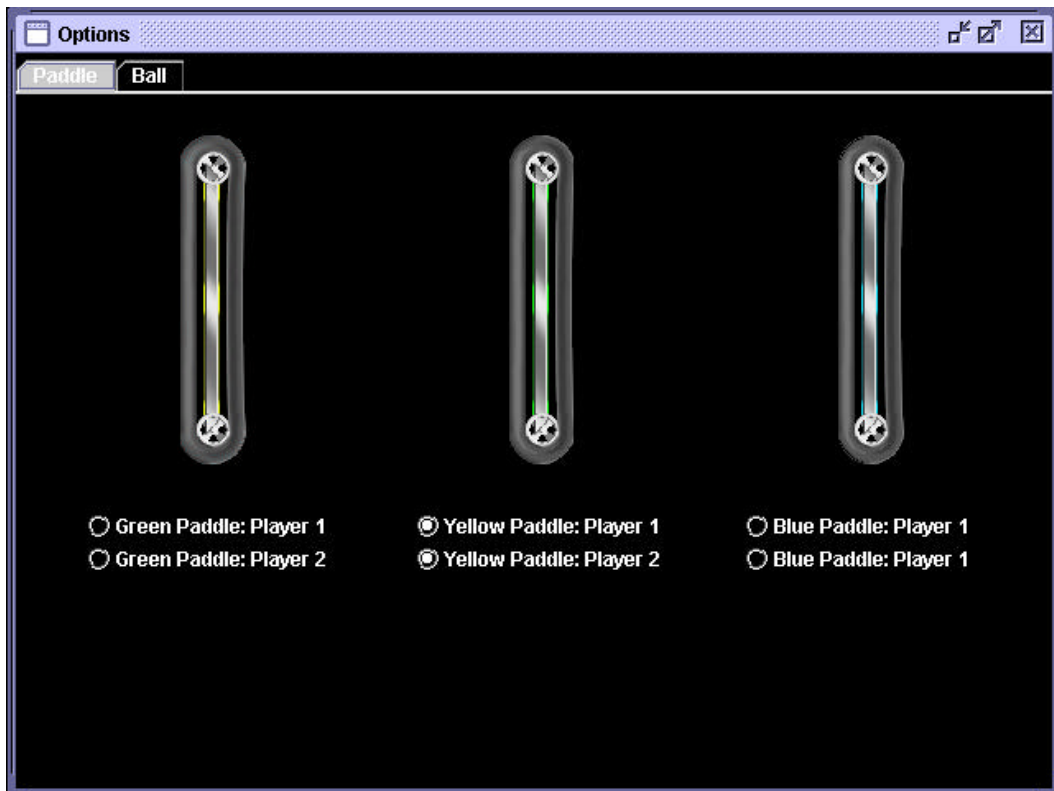 Options
Paddle Ball
Green Paddle: Player 1 Yellow Paddle: Player 1 Blue Paddle: Player 1
Green Paddle: Player 2 Yellow Paddle: Player 2 Blue Paddle: Player 1